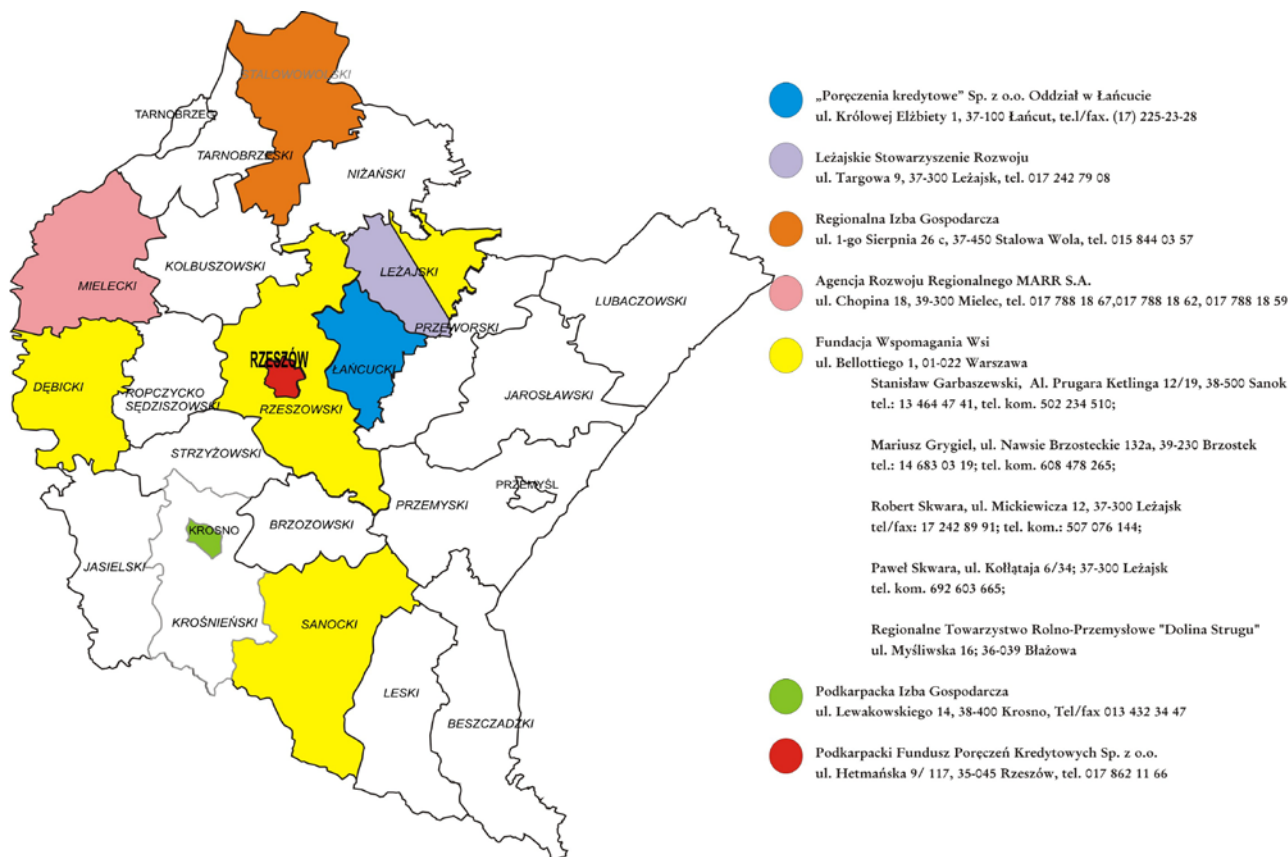 STALOWOWOLSKI
TARNOBRZEG
TARNOBRZESKI
NIŻAŃSKI
KOLBUSZOWSKI
MIELECKI
LEŻAJSKI
LUBACZOWSKI
PRZEWORSKI
RZESZÓW
ŁAŃCUCKI
DĘBICKI
ROPCZYCKO
SĘDZISZOWSKI
RZESZOWSKI
JAROSŁAWSKI
STRZYŻOWSKI
PRZEMYŚL
PRZEMYSKI
KROSNO
BRZOZOWSKI
JASIELSKI
KROŚNIEŃSKI
SANOCKI
LESKI
BESZCZADZKI
„Poręczenia kredytowe” Sp. z o.o. Oddział w Łańcucie
ul. Królowej Elżbiety 1, 37-100 Łańcut, te.l/fax. (17) 225-23-28
Leżajskie Stowarzyszenie Rozwoju
ul. Targowa 9, 37-300 Leżajsk, tel. 017 242 79 08
Regionalna Izba Gospodarcza
ul. 1-go Sierpnia 26 c, 37-450 Stalowa Wola, tel. 015 844 03 57
Agencja Rozwoju Regionalnego MARR S.A.
ul. Chopina 18, 39-300 Mielec, tel. 017 788 18 67,017 788 18 62, 017 788 18 59
Fundacja Wspomagania Wsi
ul. Bellottiego 1, 01-022 Warszawa
Stanisław Garbaszewski, Al. Prugara Ketlinga 12/19, 38-500 Sanok
tel.: 13 464 47 41, tel. kom. 502 234 510;
Mariusz Grygiel, ul. Nawsie Brzosteckie 132a, 39-230 Brzostek
tel.: 14 683 03 19; tel. kom. 608 478 265;
Robert Skwara, ul. Mickiewicza 12, 37-300 Leżajsk
tel/fax: 17 242 89 91; tel. kom.: 507 076 144;
Paweł Skwara, ul. Kołłątaja 6/34; 37-300 Leżajsk
tel. kom. 692 603 665;
Regionalne Towarzystwo Rolno-Przemysłowe "Dolina Strugu"
ul. Myśliwska 16; 36-039 Błażowa
Podkarpacka Izba Gospodarcza
ul. Lewakowskiego 14, 38-400 Krosno, Tel/fax 013 432 34 47
Podkarpacki Fundusz Poręczeń Kredytowych Sp. z o.o.
ul. Hetmańska 9/ 117, 35-045 Rzeszów, tel. 017 862 11 66